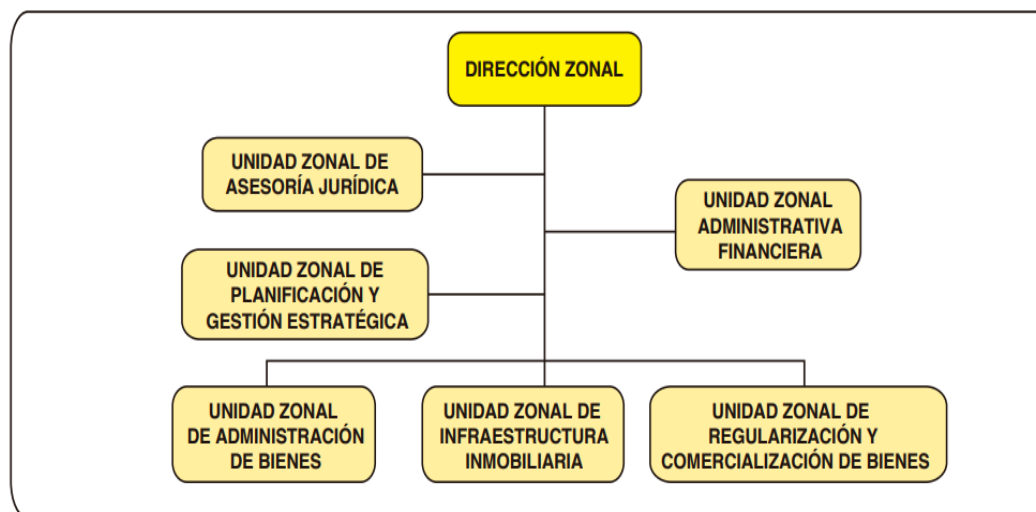 DIRECCIÓN ZONAL
UNIDAD ZONAL DE
ASESORÍA JURÍDICA
UNIDAD ZONAL
ADMINISTRATIVA
FINANCIERA
UNIDAD ZONAL DE
PLANIFICACIÓN Y
GESTIÓN ESTRATÉGICA
UNIDAD ZONAL
DE ADMINISTRACIÓN
DE BIENES
UNIDAD ZONAL DE
INFRAESTRUCTURA
INMOBILIARIA
UNIDAD ZONAL DE
REGULARIZACIÓN Y
COMERCIALIZACIÓN DE BIENES